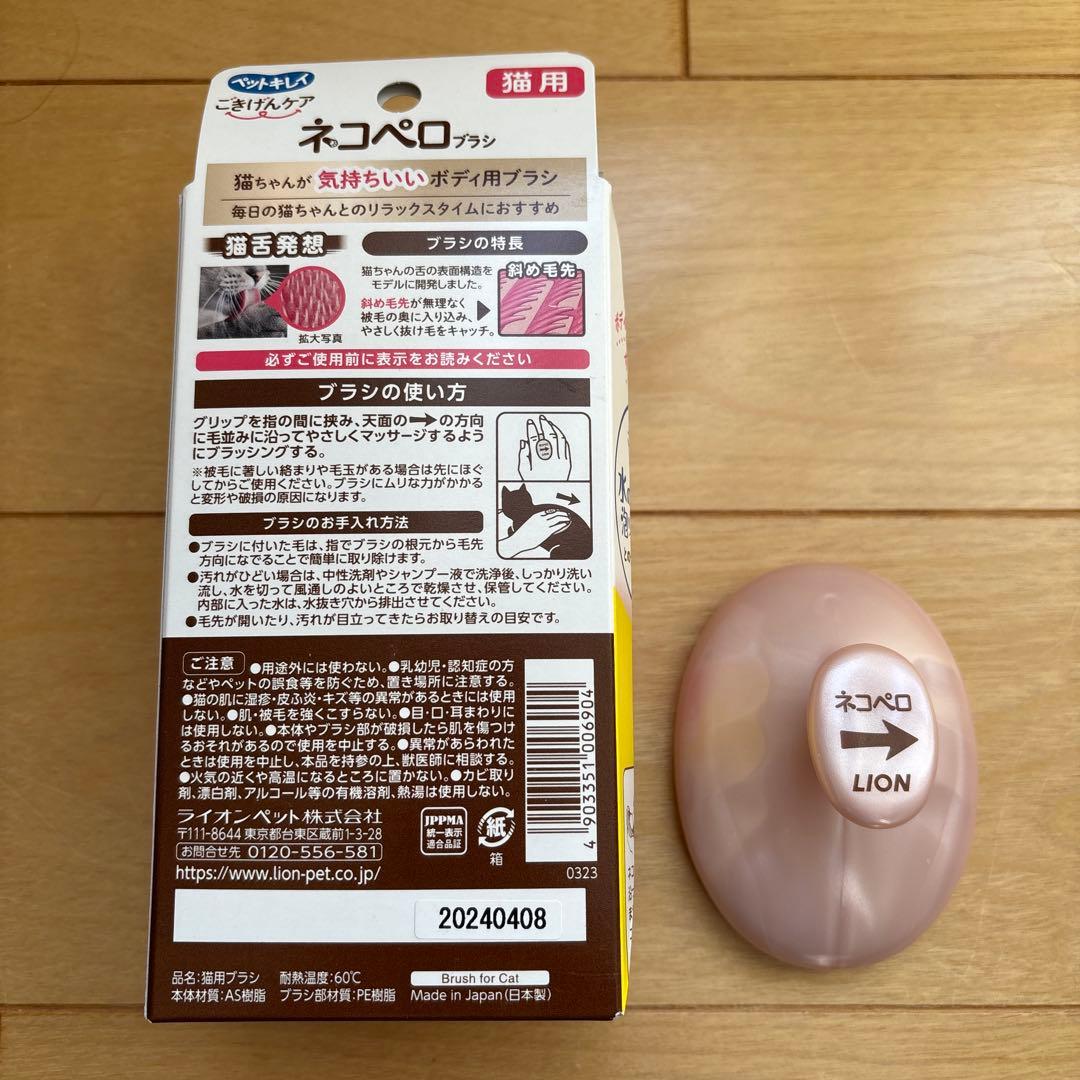 ペットキレイ
ごきげんケア
猫用
ネコペロブラシ
猫ちゃんが 気持ちいい ボディ用ブラシ
毎日の猫ちゃんとのリラックスタイムにおすすめ
猫舌発想
拡大写真
ブラシの特長
猫ちゃんの舌の表面構造を
モデルに開発しました。
斜め毛先が無理なく
被毛の奥に入り込み、
やさしく抜け毛をキャッチ。
斜め毛先
必ずご使用前に表示をお読みください
ブラシの使い方
グリップを指の間に挟み、天面の→の方向
に毛並みに沿ってやさしくマッサージするよう
にブラッシングする。
※被毛に著しい絡まりや毛玉がある場合は先にほぐ
してからご使用ください。ブラシにムリな力がかかる
と変形や破損の原因になります。
ブラシのお手入れ方法
●ブラシに付いた毛は、指でブラシの根元から毛先
方向になでることで簡単に取り除けます。
●汚れがひどい場合は、中性洗剤やシャンプー液で洗浄後、しっかり洗い
流し、水を切って風通しのよいところで乾燥させ、保管してください。
内部に入った水は、水抜き穴から排出させてください。
●毛先が開いたり、汚れが目立ってきたらお取り替えの目安です。
ご注意 ●用途外には使わない。●乳幼児・認知症の方
などやペットの誤食等を防ぐため、置き場所に注意する。
●猫の肌に湿疹・皮ふ炎・キズ等の異常があるときには使用
しない。●肌・被毛を強くこすらない。●目・口・耳まわりに
は使用しない。●本体やブラシ部が破損したら肌を傷つけ
るおそれがあるので使用を中止する。●異常があらわれた
ときは使用を中止し、本品を持参の上、獣医師に相談する。
●火気の近くや高温になるところに置かない。●カビ取り
剤、漂白剤、アルコール等の有機溶剤、熱湯は使用しない。
ライオンペット株式会社
〒111-8644 東京都台東区蔵前1-3-28
お問合せ先 0120-556-581
https://www.lion-pet.co.jp/
JPPMA
統一表示
適合品証
紙
箱
4 903351 006904
0323
20240408
品名:猫用ブラシ 耐熱温度:60℃
本体材質:AS樹脂 ブラシ部材質:PE樹脂
Brush for Cat
Made in Japan(日本製)
ネコペロ
→
LION